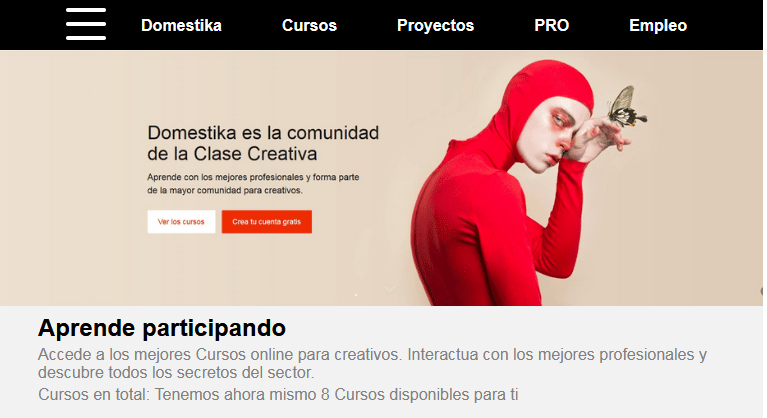 Domestika Cursos Proyectos PRO Empleo
Domestika es la comunidad
de la Clase Creativa
Aprende con los mejores profesionales y forma parte
de la mayor comunidad para creativos.
Ver los cursos Crea tu cuenta gratis
Aprende participando
Accede a los mejores Cursos online para creativos. Interactua con los mejores profesionales y
descubre todos los secretos del sector.
Cursos en total: Tenemos ahora mismo 8 Cursos disponibles para ti